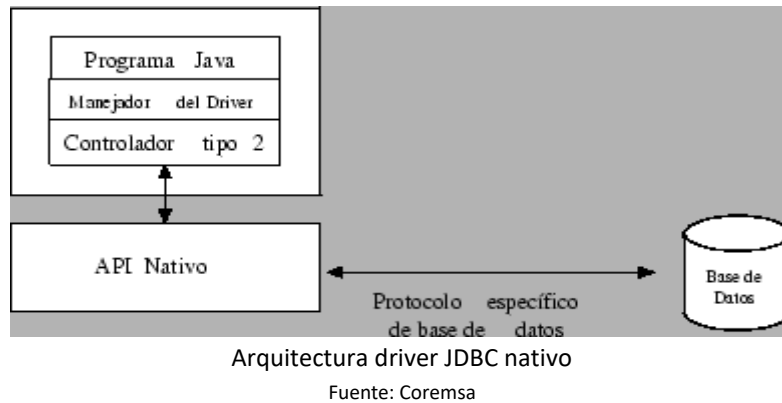 Programa Java
Manejador del Driver
Controlador tipo 2
API Nativo
Protocolo específico
de base de datos
Base de
Datos
Arquitectura driver JDBC nativo
Fuente: Coremsa